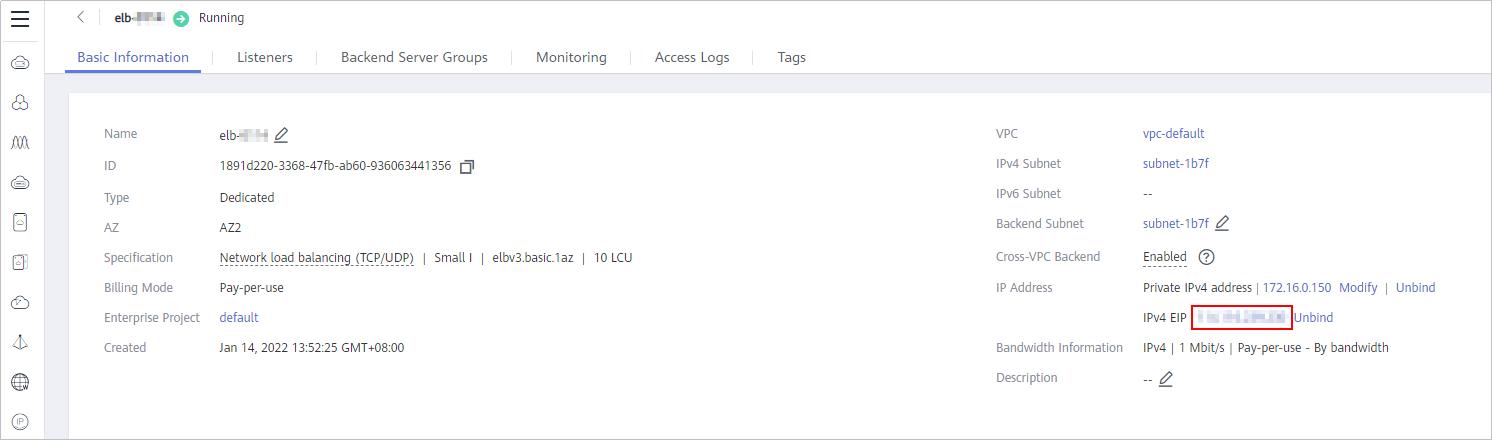 elb- Running
Basic Information Listeners Backend Server Groups Monitoring Access Logs Tags
Name elb-
ID 1891d220-3368-47fb-ab60-936063441356
Type Dedicated
AZ AZ2
Specification Network load balancing (TCP/UDP) | Small I | elbv3.basic.1az | 10 LCU
Billing Mode Pay-per-use
Enterprise Project default
Created Jan 14, 2022 13:52:25 GMT+08:00
VPC vpc-default
IPv4 Subnet subnet-1b7f
IPv6 Subnet --
Backend Subnet subnet-1b7f
Cross-VPC Backend Enabled ?
IP Address Private IPv4 address | 172.16.0.150 Modify | Unbind
IPv4 EIP Unbind
Bandwidth Information IPv4 | 1 Mbit/s | Pay-per-use - By bandwidth
Description --
W
IP